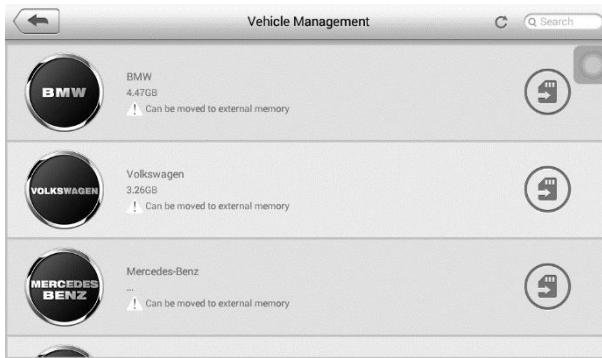 Vehicle Management
Search
BMW
BMW
4.47GB
Can be moved to external memory
VOLKSWAGEN
Volkswagen
3.26GB
Can be moved to external memory
MERCEDES
BENZ
Mercedes-Benz
...
Can be moved to external memory